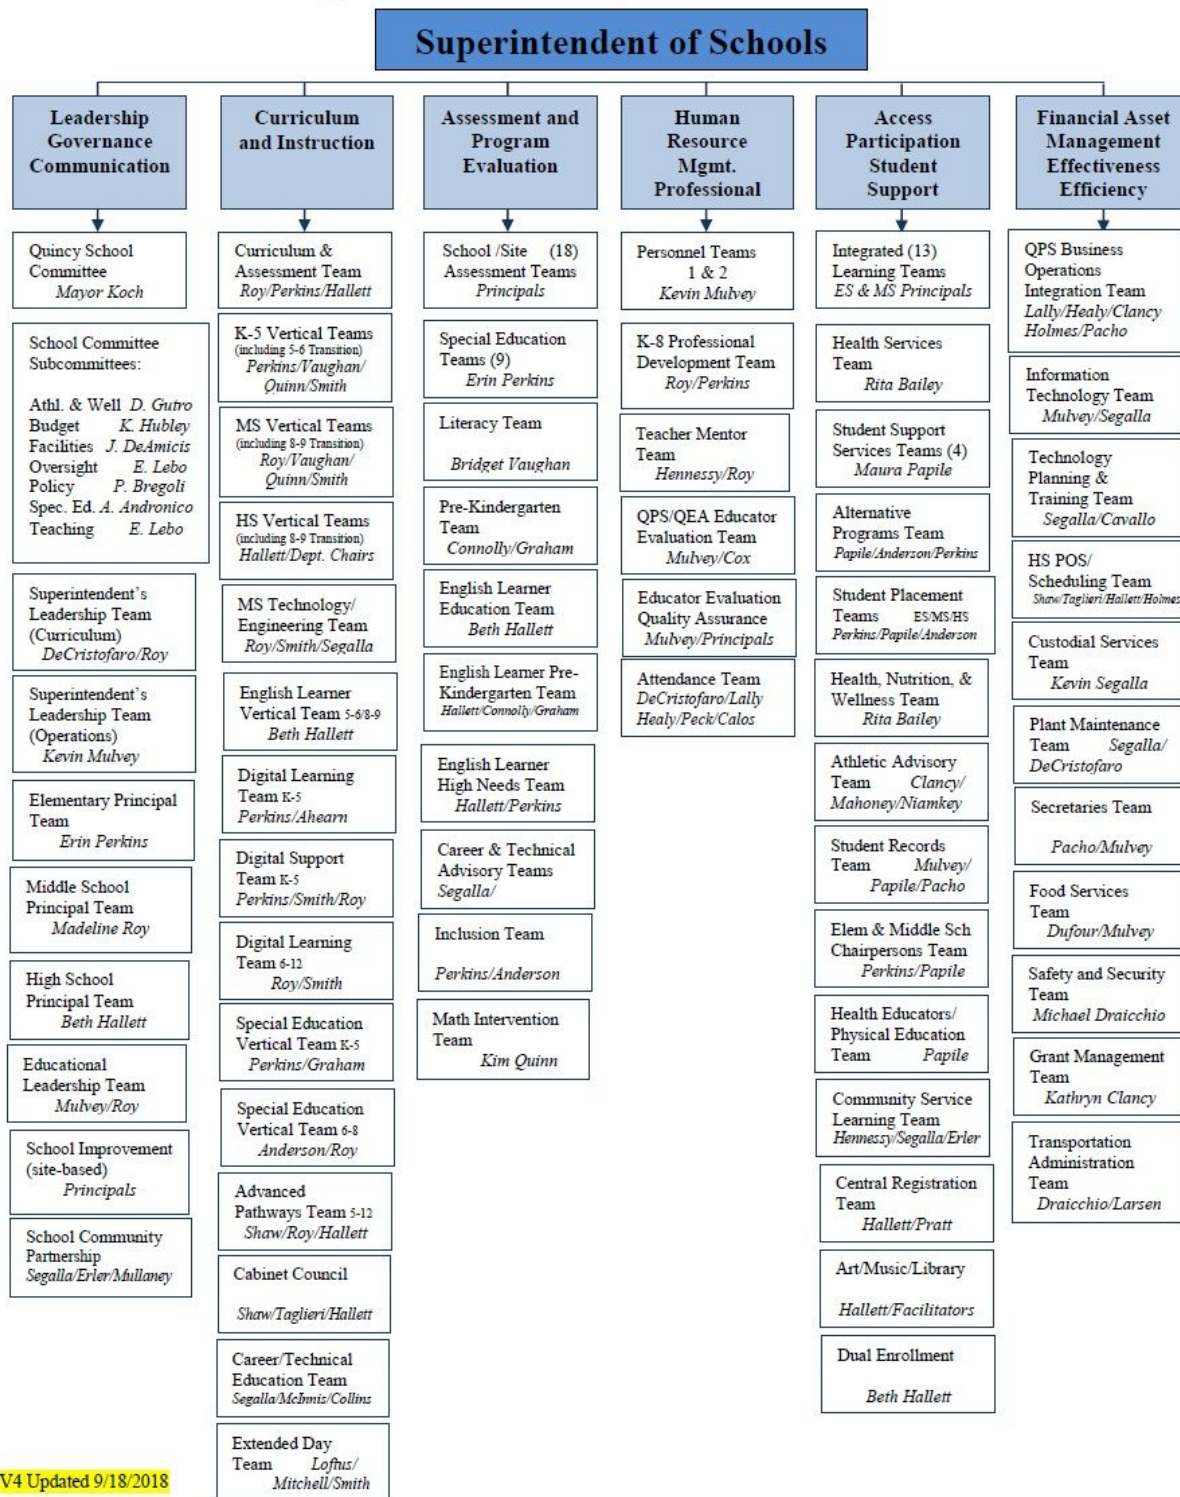 Superintendent of Schools
Leadership
Governance
Communication
Quincy School
Committee
Mayor Koch
School Committee
Subcommittees:
Athl. & Well D. Gutro
Budget K. Hubley
Facilities J. DeAmicis
Oversight E. Lebo
Policy P. Bregoli
Spec. Ed. A. Andronico
Teaching E. Lebo
Superintendent's
Leadership Team
(Curriculum)
DeCristofaro/Roy
Superintendent's
Leadership Team
(Operations)
Kevin Mulvey
Elementary Principal
Team
Erin Perkins
Middle School
Principal Team
Madeline Roy
High School
Principal Team
Beth Hallett
Educational
Leadership Team
Mulvey/Roy
School Improvement
(site-based)
Principals
School Community
Partnership
Segalla/Erler/Mullaney
Curriculum
and Instruction
Curriculum &
Assessment Team
Roy/Perkins/Hallett
K-5 Vertical Teams
(including 5-6 Transition)
Perkins/Vaughan/
Quinn/Smith
MS Vertical Teams
(including 8-9 Transition)
Roy/Vaughan/
Quinn/Smith
HS Vertical Teams
(including 8-9 Transition)
Hallett/Dept. Chairs
MS Technology/
Engineering Team
Roy/Smith/Segalla
English Learner
Vertical Team 5-6/8-9
Beth Hallett
Digital Learning
Team K-5
Perkins/Ahearn
Digital Support
Team K-5
Perkins/Smith/Roy
Digital Learning
Team 6-12
Roy/Smith
Special Education
Vertical Team K-5
Perkins/Graham
Special Education
Vertical Team 6-8
Anderson/Roy
Advanced
Pathways Team 5-12
Shaw/Roy/Hallett
Cabinet Council
Shaw/Taglieri/Hallett
Career/Technical
Education Team
Segalla/McInnis/Collins
Extended Day
Team Loftus/
Mitchell/Smith
Assessment and
Program
Evaluation
School /Site (18)
Assessment Teams
Principals
Special Education
Teams (9)
Erin Perkins
Literacy Team
Bridget Vaughan
Pre-Kindergarten
Team
Connolly/Graham
English Learner
Education Team
Beth Hallett
English Learner Pre-
Kindergarten Team
Hallett/Connolly/Graham
English Learner
High Needs Team
Hallett/Perkins
Career & Technical
Advisory Teams
Segalla/
Inclusion Team
Perkins/Anderson
Math Intervention
Team
Kim Quinn
Human
Resource
Mgmt.
Professional
Personnel Teams
1 & 2
Kevin Mulvey
K-8 Professional
Development Team
Roy/Perkins
Teacher Mentor
Team
Hennessy/Roy
QPS/QEA Educator
Evaluation Team
Mulvey/Cox
Educator Evaluation
Quality Assurance
Mulvey/Principals
Attendance Team
DeCristofaro/Lally
Healy/Peck/Calos
Access
Participation
Student
Support
Integrated (13)
Learning Teams
ES & MS Principals
Health Services
Team
Rita Bailey
Student Support
Services Teams (4)
Maura Papile
Alternative
Programs Team
Papile/Anderson/Perkins
Student Placement
Teams ES/MS/HS
Perkins/Papile/Anderson
Health, Nutrition, &
Wellness Team
Rita Bailey
Athletic Advisory
Team Clancy/
Mahoney/Niamkey
Student Records
Team Mulvey/
Papile/Pacho
Elem & Middle Sch
Chairpersons Team
Perkins/Papile
Health Educators/
Physical Education
Team Papile
Community Service
Learning Team
Hennessy/Segalla/Erler
Central Registration
Team
Hallett/Pratt
Art/Music/Library
Hallett/Facilitators
Dual Enrollment
Beth Hallett
Financial Asset
Management
Effectiveness
Efficiency
QPS Business
Operations
Integration Team
Lally/Healy/Clancy
Holmes/Pacho
Information
Technology Team
Mulvey/Segalla
Technology
Planning &
Training Team
Segalla/Cavallo
HS POS/
Scheduling Team
Shaw/Taglieri/Hallett/Holmes
Custodial Services
Team
Kevin Segalla
Plant Maintenance
Team Segalla/
DeCristofaro
Secretaries Team
Pacho/Mulvey
Food Services
Team
Dufour/Mulvey
Safety and Security
Team
Michael Draicchio
Grant Management
Team
Kathryn Clancy
Transportation
Administration
Team
Draicchio/Larsen
V4 Updated 9/18/2018